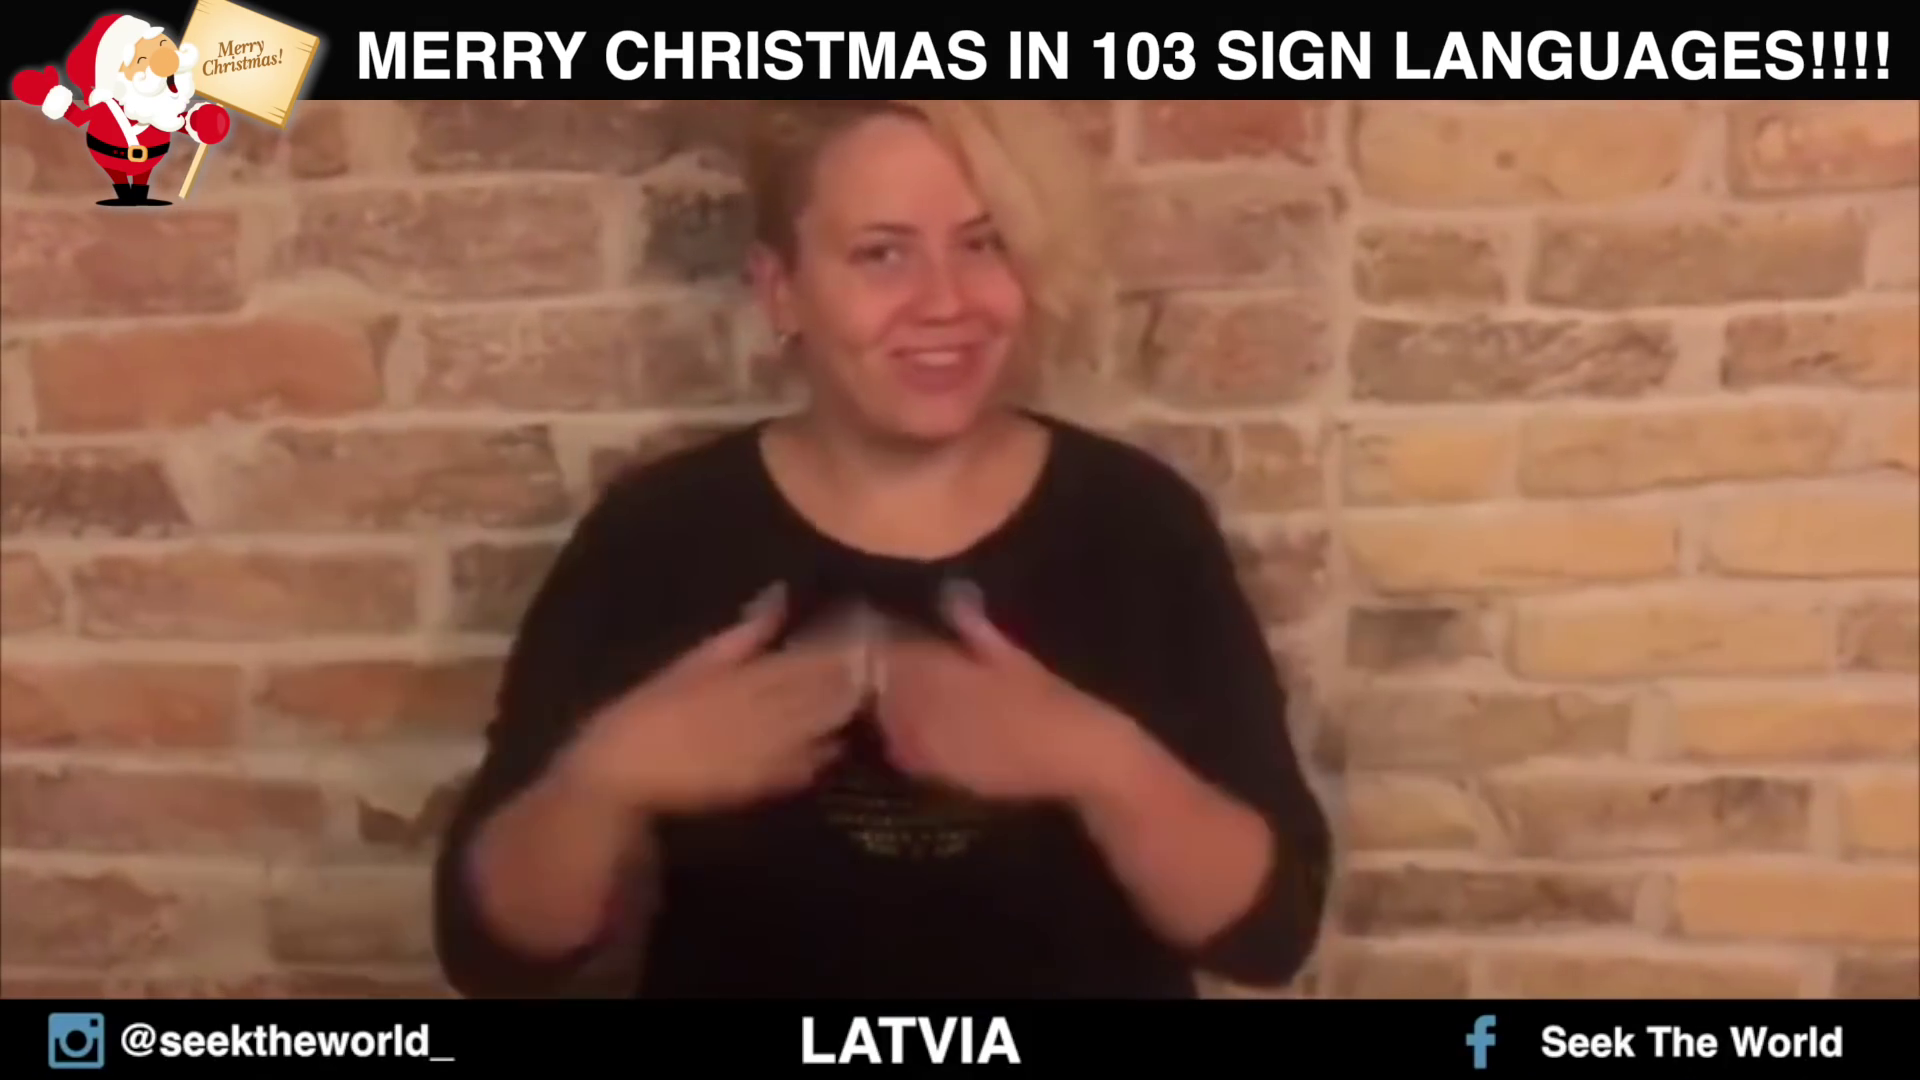 Merry
Christmas!
MERRY CHRISTMAS IN 103 SIGN LANGUAGES!!!!
@seektheworld_
LATVIA
Seek The World